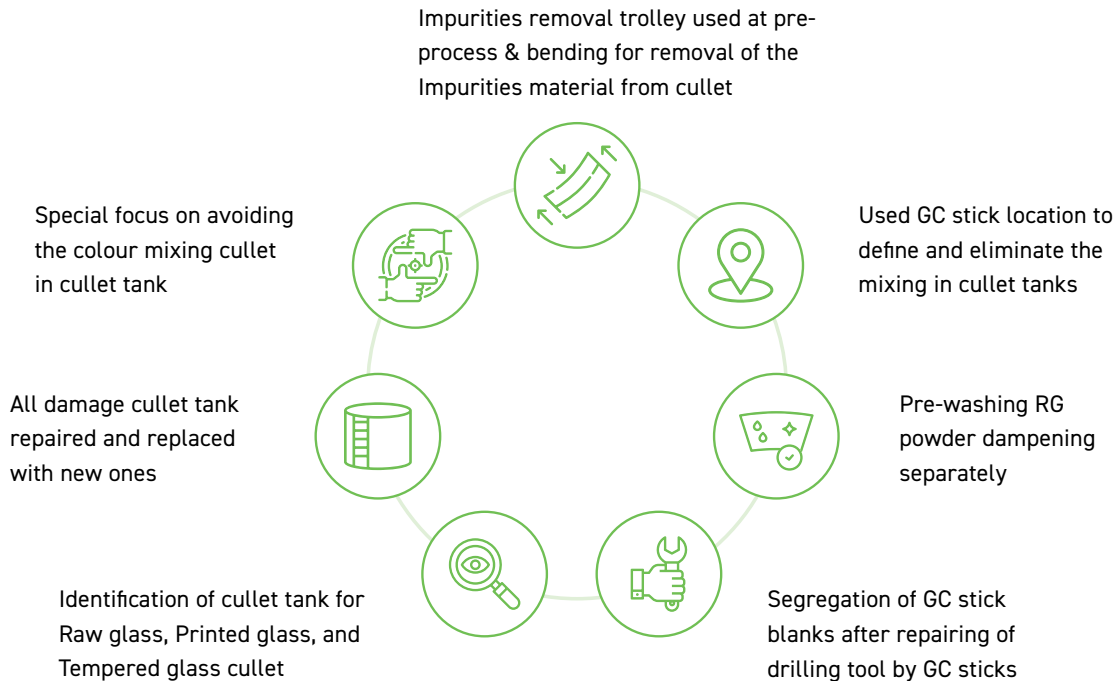 Impurities removal trolley used at pre-
process & bending for removal of the
Impurities material from cullet
Used GC stick location to
define and eliminate the
mixing in cullet tanks
Pre-washing RG
powder dampening
separately
Segregation of GC stick
blanks after repairing of
drilling tool by GC sticks
Identification of cullet tank for
Raw glass, Printed glass, and
Tempered glass cullet
All damage cullet tank
repaired and replaced
with new ones
Special focus on avoiding
the colour mixing cullet
in cullet tank